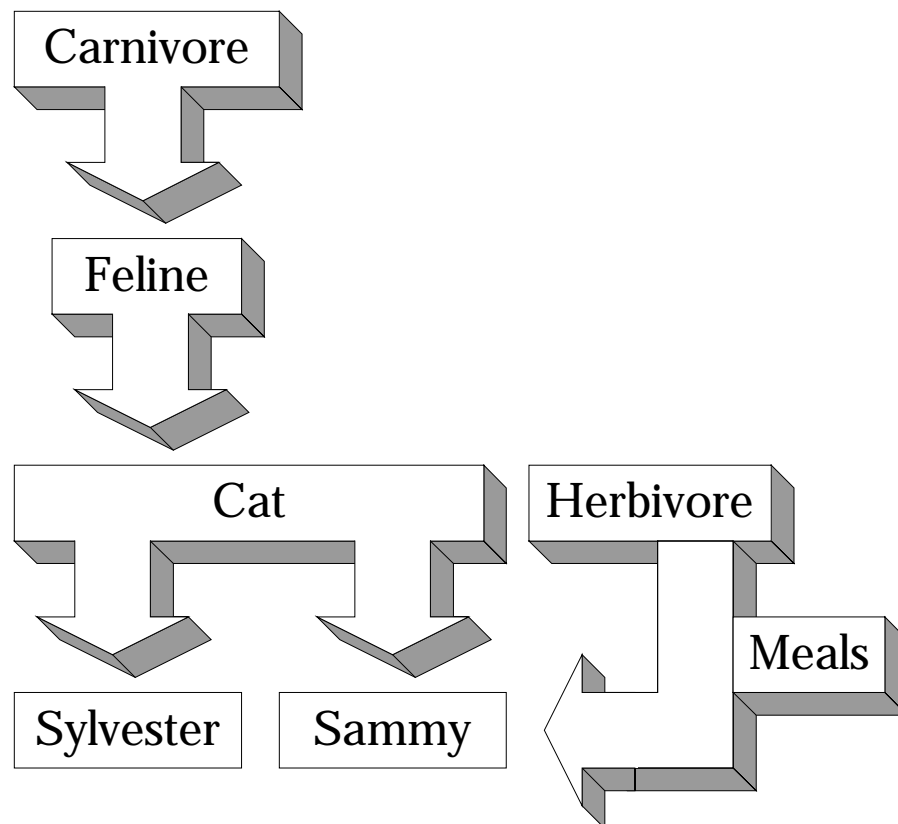 Carnivore
Feline
Cat
Herbivore
Meals
Sylvester
Sammy